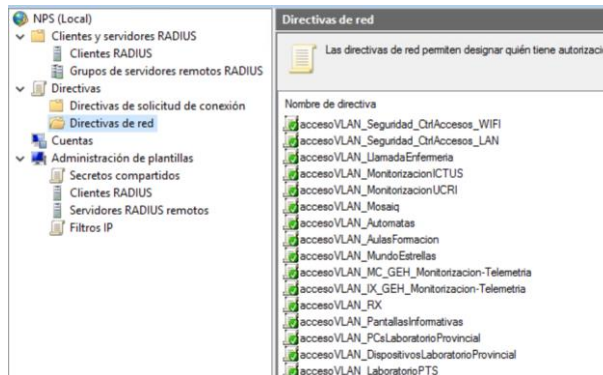 NPS (Local)
Clientes y servidores RADIUS
Clientes RADIUS
Grupos de servidores remotos RADIUS
Directivas
Directivas de solicitud de conexión
Directivas de red
Cuentas
Administración de plantillas
Secretos compartidos
Clientes RADIUS
Servidores RADIUS remotos
Filtros IP
Directivas de red
Las directivas de red permiten designar quién tiene autorizació
Nombre de directiva
accesoVLAN_Seguridad_CtrlAccesos_WIFI
accesoVLAN_Seguridad_CtrlAccesos_LAN
accesoVLAN_LlamadaEnfermeria
accesoVLAN_MonitorizacionICTUS
accesoVLAN_MonitorizacionUCRI
accesoVLAN_Mosaiq
accesoVLAN_Automatas
accesoVLAN_AulasFormacion
accesoVLAN_MundoEstrellas
accesoVLAN_MC_GEH_Monitorizacion-Telemetria
accesoVLAN_IX_GEH_Monitorizacion-Telemetria
accesoVLAN_RX
accesoVLAN_PantallasInformativas
accesoVLAN_PCsLaboratorioProvincial
accesoVLAN_DispositivosLaboratorioProvincial
accesoVLAN_LaboratorioPTS